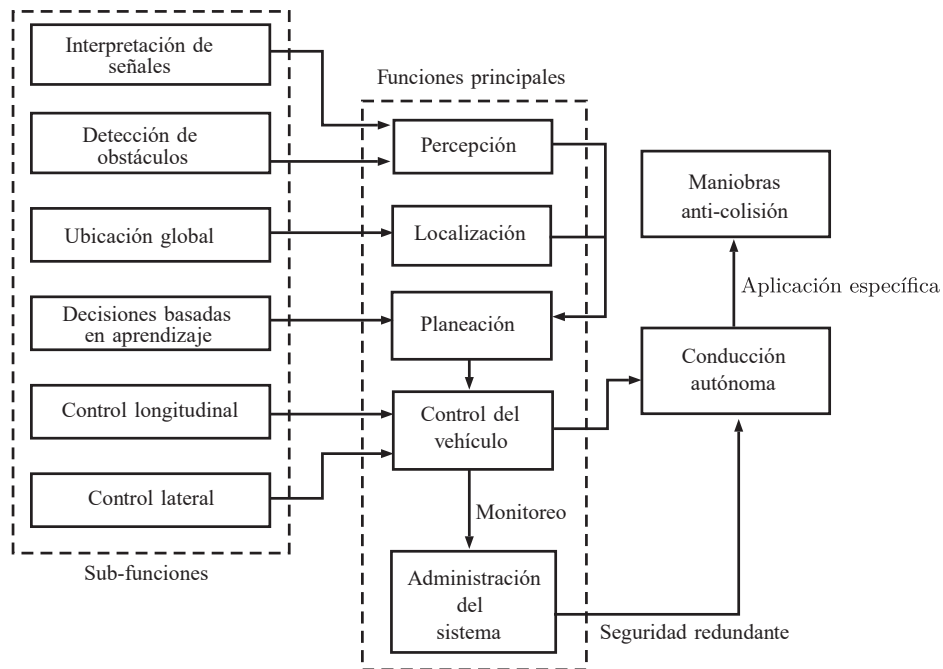 Interpretación de
señales
Detección de
obstáculos
Ubicación global
Decisiones basadas
en aprendizaje
Control longitudinal
Control lateral
Sub-funciones
Funciones principales
Percepción
Localización
Planeación
Control del
vehículo
Monitoreo
Administración
del
sistema
Maniobras
anti-colisión
Aplicación específica
Conducción
autónoma
Seguridad redundante